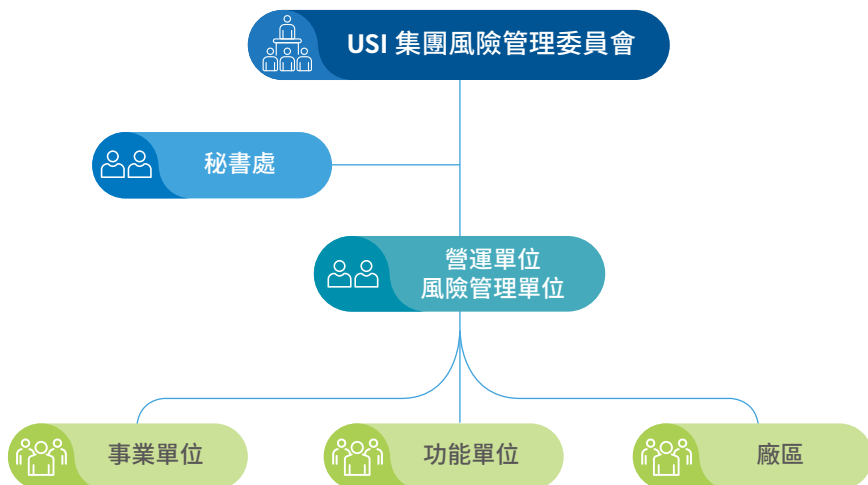 USI 集團風險管理委員會
秘書處
營運單位
風險管理單位
事業單位
功能單位
廠區